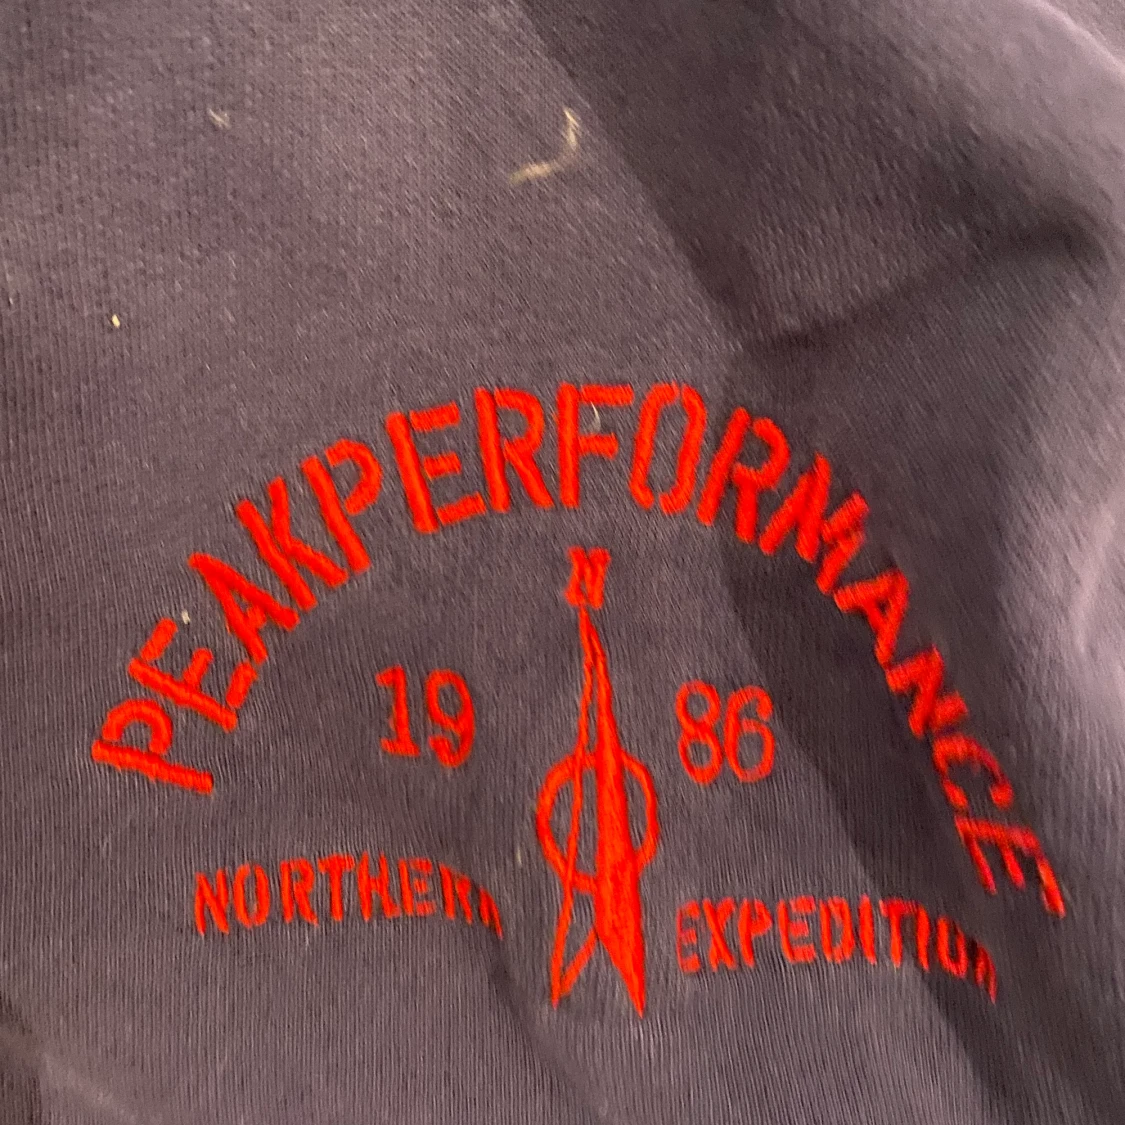 PEAKPERFORMANCE
N
19 86
NORTHERN EXPEDITION